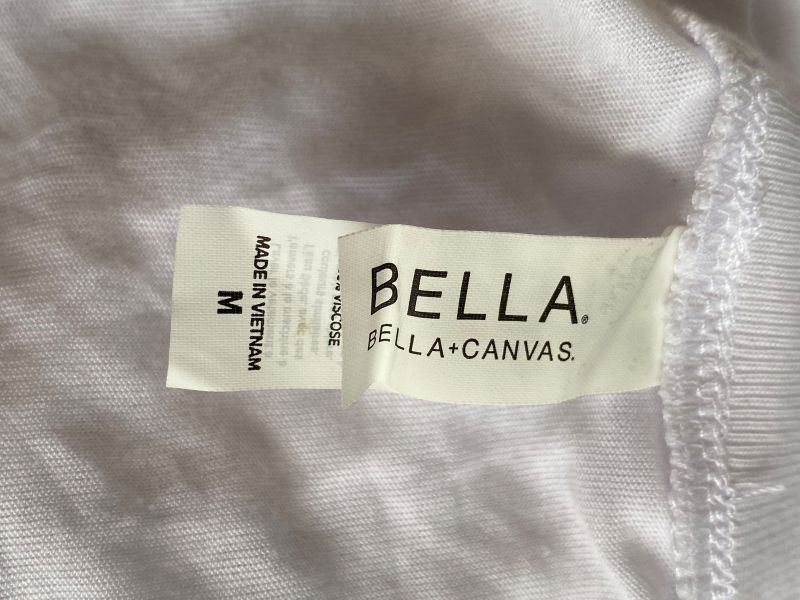 BELLA®
BELLA+CANVAS.
% VISCOSE
MADE IN VIETNAM
M